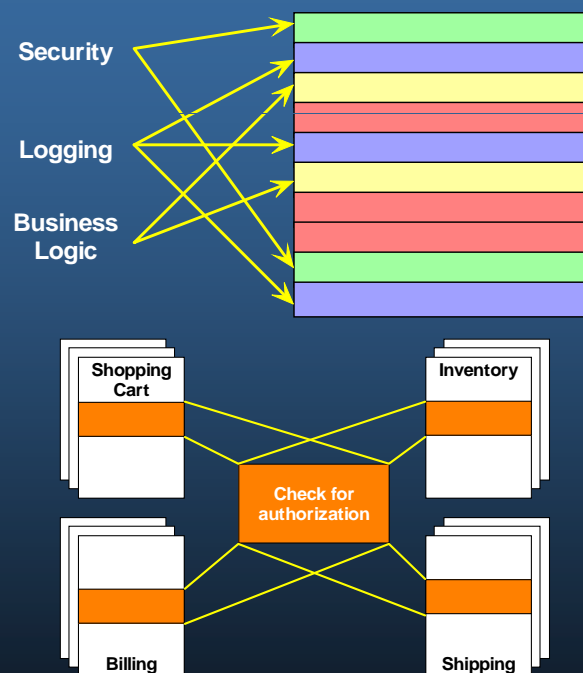 Security
Logging
Business
Logic
Shopping
Cart
Inventory
Check for
authorization
Billing
Shipping